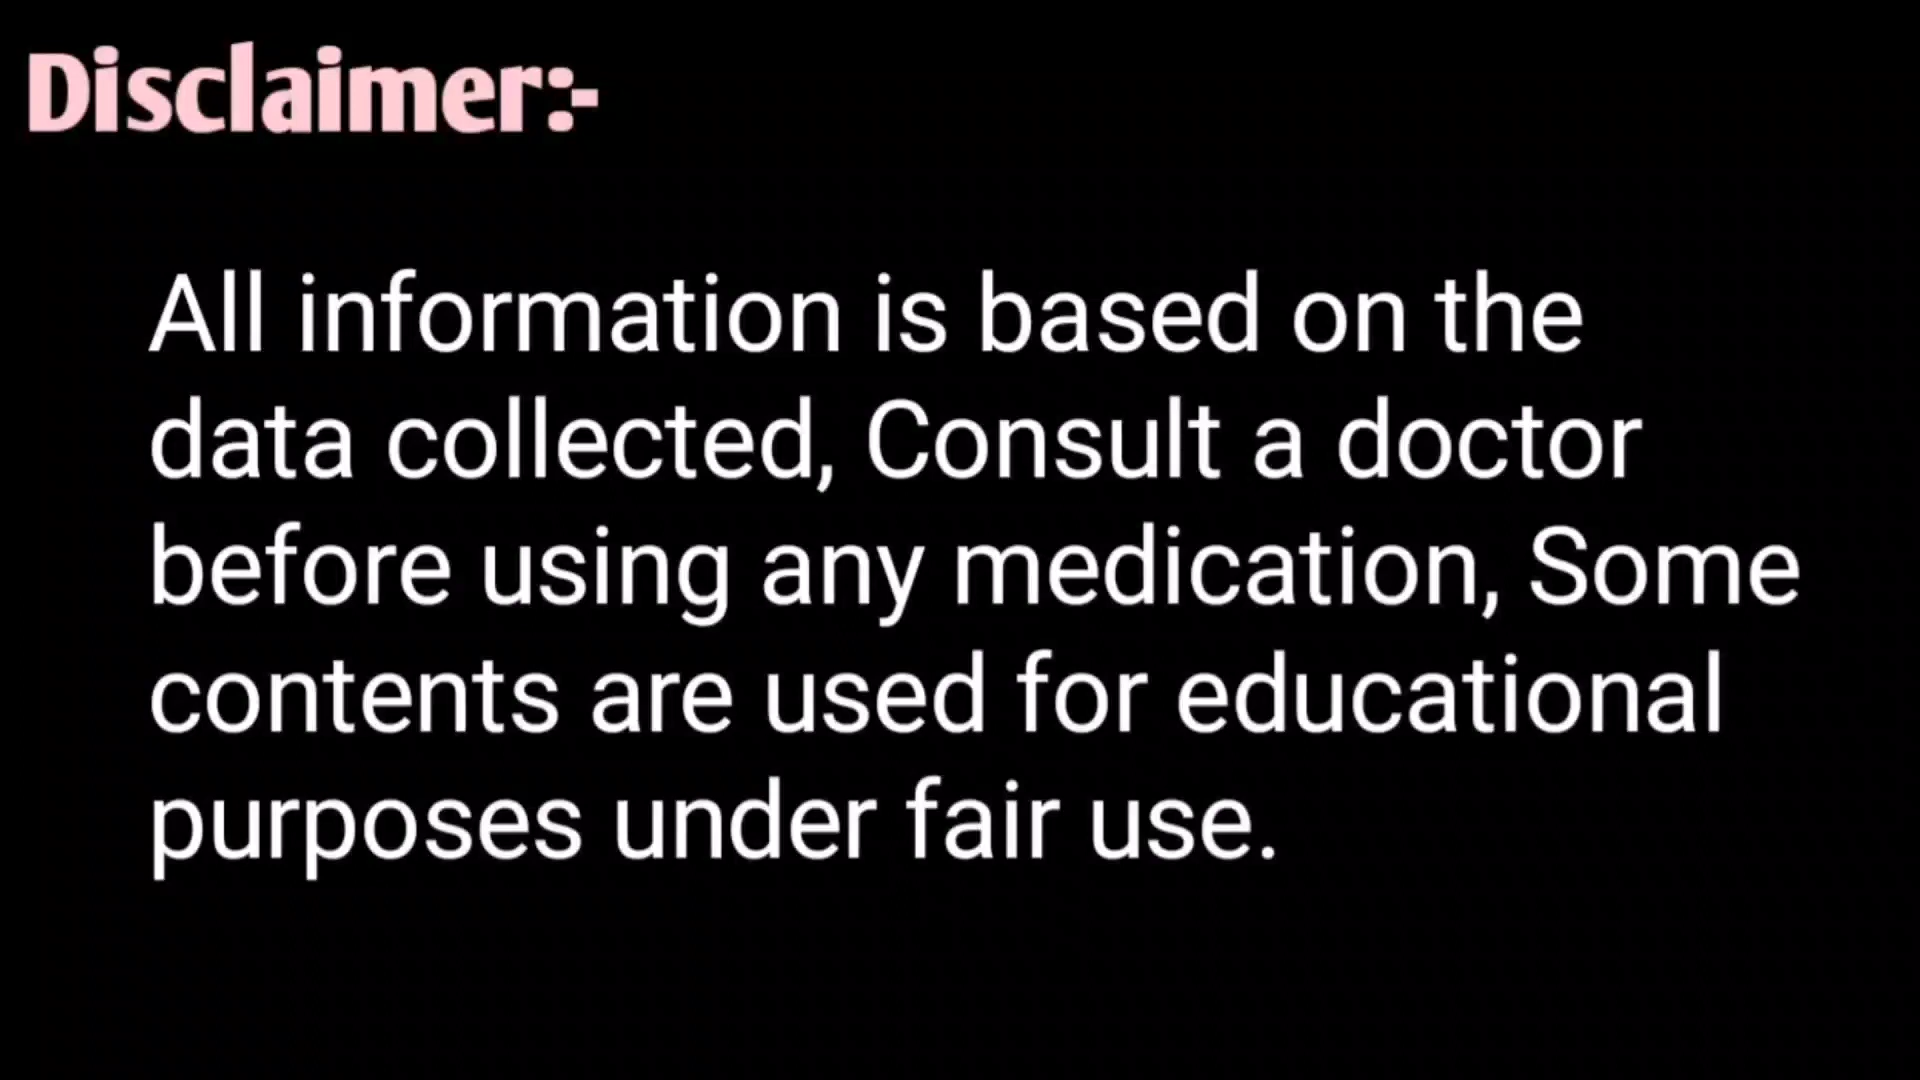 Disclaimer:-
All information is based on the
data collected, Consult a doctor
before using any medication, Some
contents are used for educational
purposes under fair use.